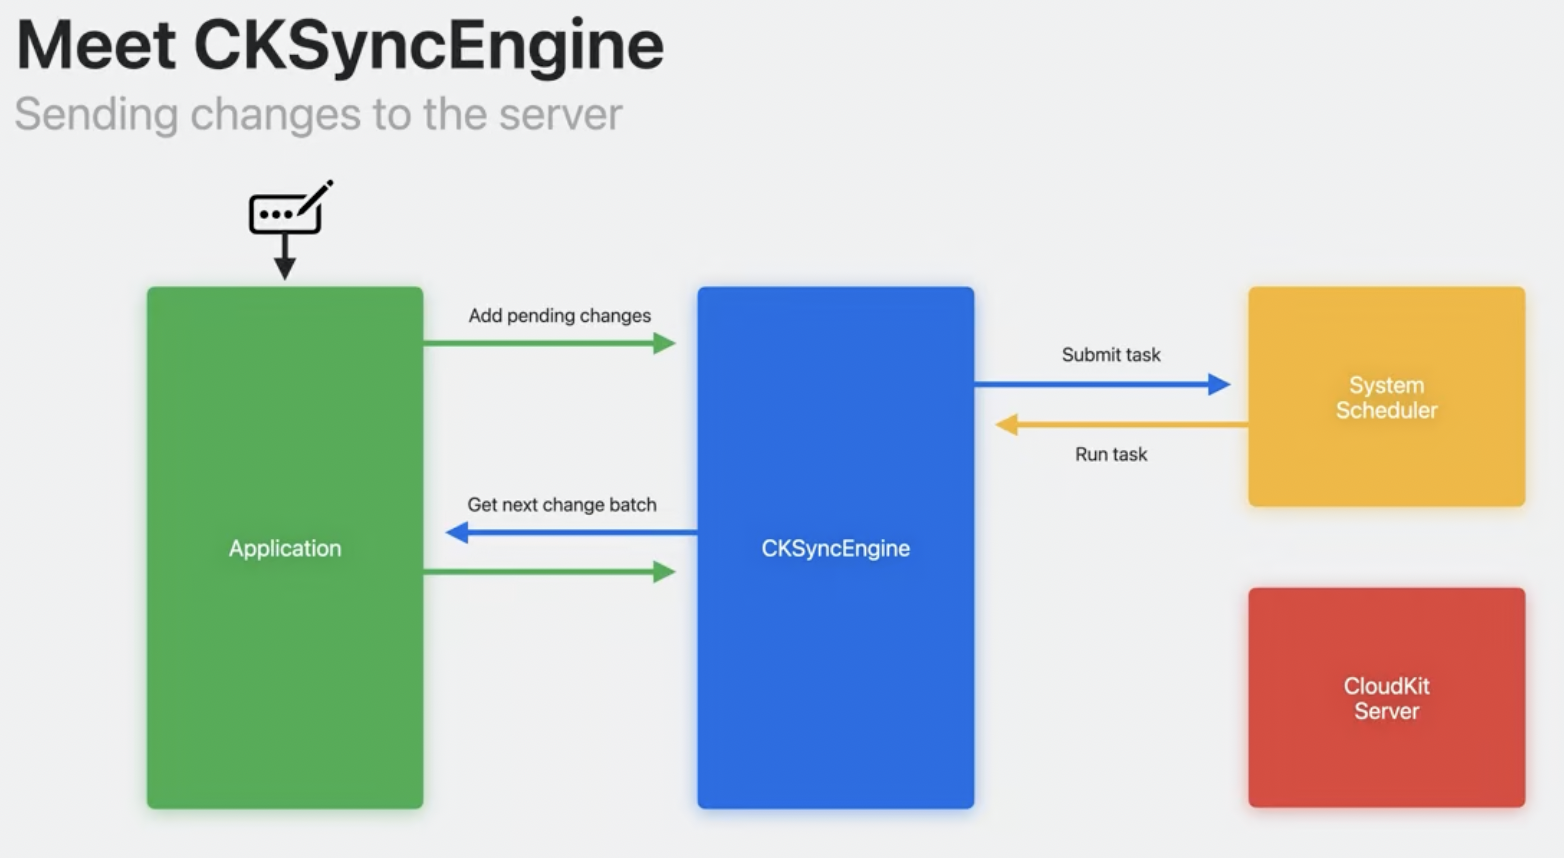 Meet CKSyncEngine
Sending changes to the server
Add pending changes
Submit task
System
Scheduler
Run task
Get next change batch
Application
CKSyncEngine
CloudKit
Server